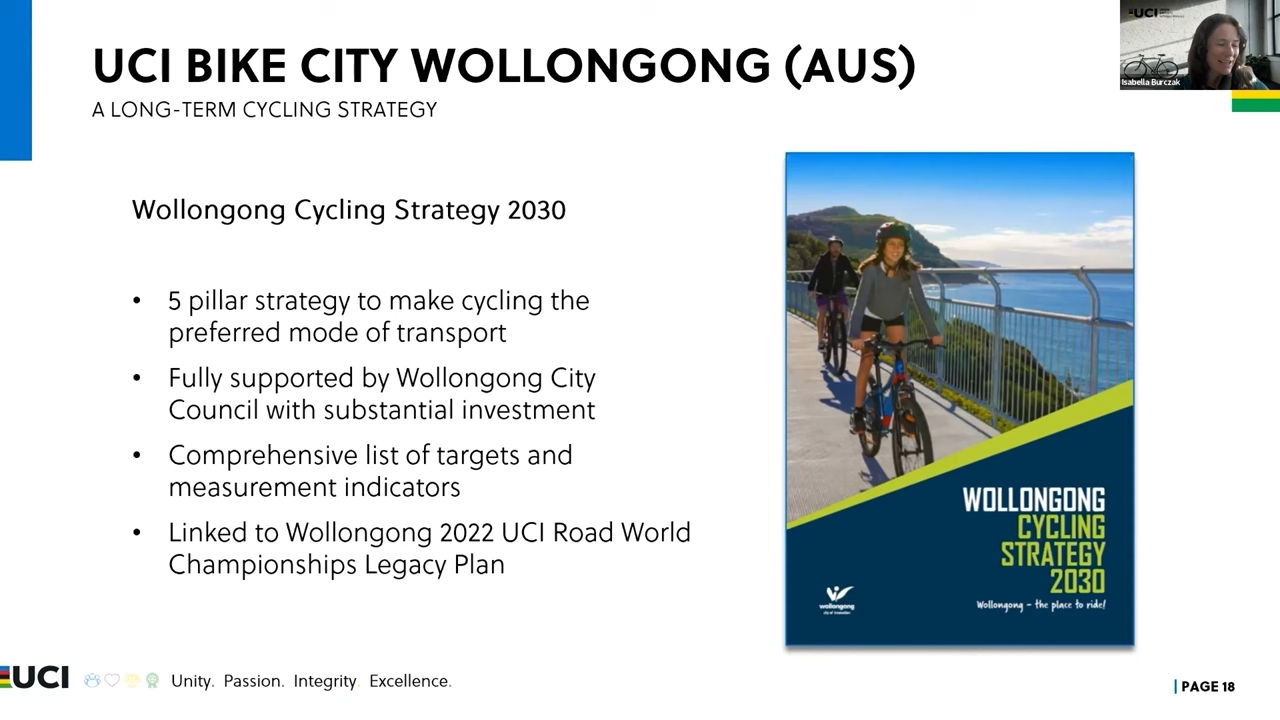 UCI BIKE CITY WOLLONGONG (AUS)
A LONG-TERM CYCLING STRATEGY
UCI
Isabella Burczak
Wollongong Cycling Strategy 2030
• 5 pillar strategy to make cycling the
preferred mode of transport
• Fully supported by Wollongong City
Council with substantial investment
• Comprehensive list of targets and
measurement indicators
• Linked to Wollongong 2022 UCI Road World
Championships Legacy Plan
WOLLONGONG
CYCLING
STRATEGY
2030
Wollongong - the place to ride!
wollongong
city of innovation
UCI Unity. Passion. Integrity. Excellence.
| PAGE 18